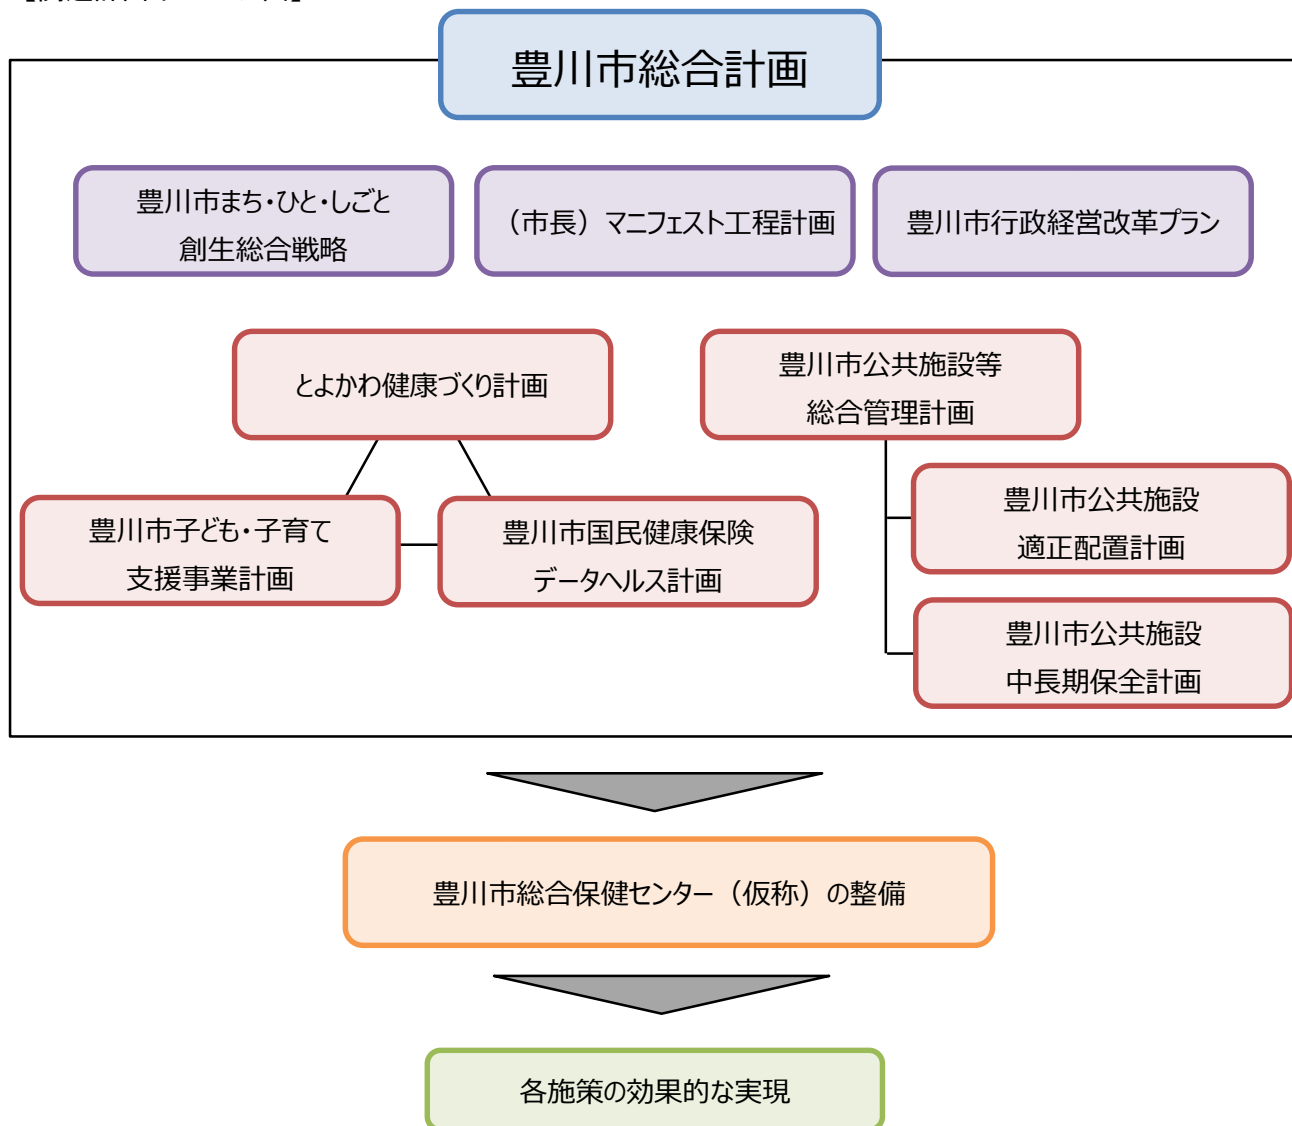 豊川市総合計画
豊川市まち・ひと・しごと
創生総合戦略
（市長）マニフェスト工程計画
豊川市行政経営改革プラン
とよかわ健康づくり計画
豊川市公共施設等
総合管理計画
豊川市子ども・子育て
支援事業計画
豊川市国民健康保険
データヘルス計画
豊川市公共施設
適正配置計画
豊川市公共施設
中長期保全計画
豊川市総合保健センター（仮称）の整備
各施策の効果的な実現